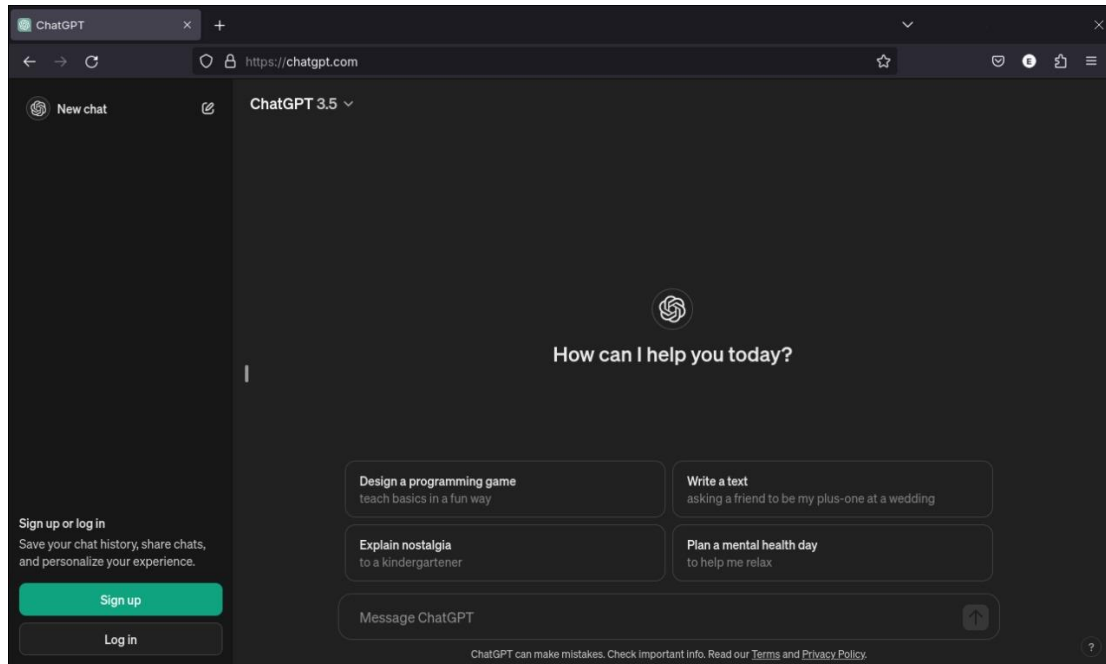 ChatGPT
https://chatgpt.com
E
New chat
ChatGPT 3.5
How can I help you today?
Design a programming game
teach basics in a fun way
Write a text
asking a friend to be my plus-one at a wedding
Explain nostalgia
to a kindergartener
Plan a mental health day
to help me relax
Sign up or log in
Save your chat history, share chats,
and personalize your experience.
Sign up
Log in
Message ChatGPT
ChatGPT can make mistakes. Check important info. Read our Terms and Privacy Policy.
?